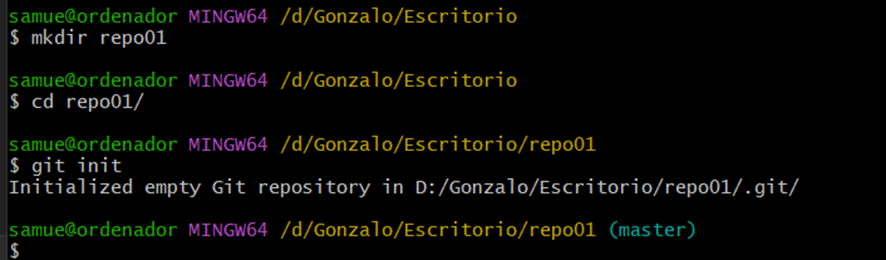 samue@ordenador MINGW64 /d/Gonzalo/Escritorio
$ mkdir repo01
samue@ordenador MINGW64 /d/Gonzalo/Escritorio
$ cd repo01/
samue@ordenador MINGW64 /d/Gonzalo/Escritorio/repo01
$ git init
Initialized empty Git repository in D:/Gonzalo/Escritorio/repo01/.git/
samue@ordenador MINGW64 /d/Gonzalo/Escritorio/repo01 (master)
$